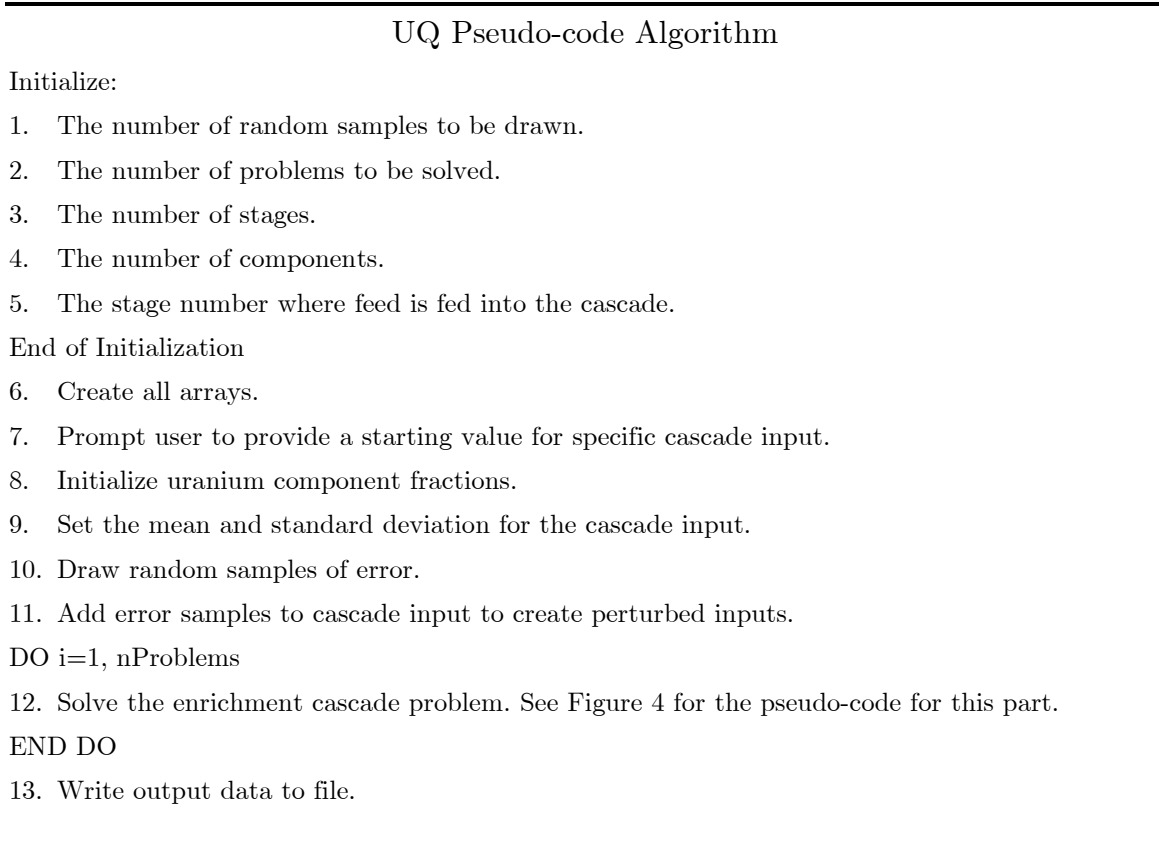 UQ Pseudo-code Algorithm
Initialize:
1. The number of random samples to be drawn.
2. The number of problems to be solved.
3. The number of stages.
4. The number of components.
5. The stage number where feed is fed into the cascade.
End of Initialization
6. Create all arrays.
7. Prompt user to provide a starting value for specific cascade input.
8. Initialize uranium component fractions.
9. Set the mean and standard deviation for the cascade input.
10. Draw random samples of error.
11. Add error samples to cascade input to create perturbed inputs.
DO i=1, nProblems
12. Solve the enrichment cascade problem. See Figure 4 for the pseudo-code for this part.
END DO
13. Write output data to file.